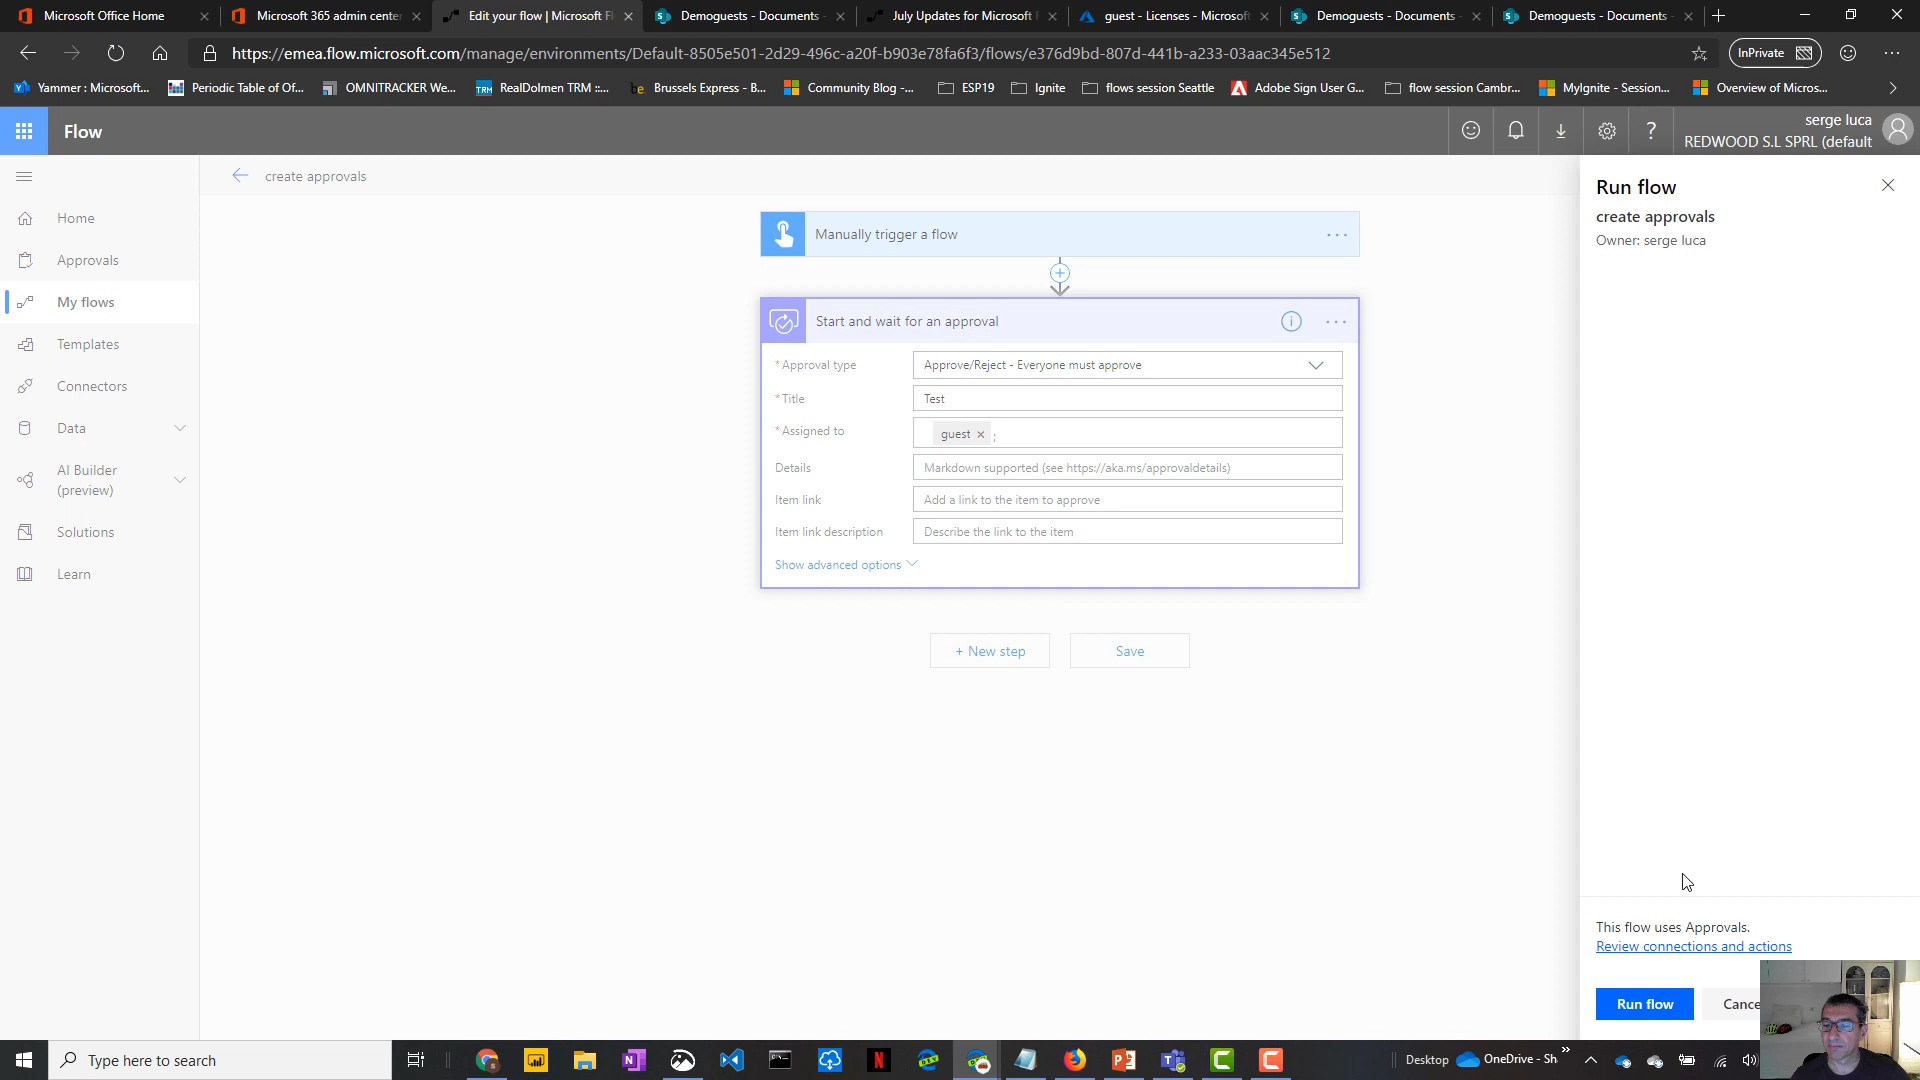 Microsoft Office Home
Microsoft 365 admin center
Edit your flow | Microsoft Fl
Demoguests - Documents -
July Updates for Microsoft F
guest - Licenses - Microsoft
Demoguests - Documents -
Demoguests - Documents -
https://emea.flow.microsoft.com/manage/environments/Default-8505e501-2d29-496c-a20f-b903e78fa6f3/flows/e376d9bd-807d-441b-a233-03aac345e512
InPrivate
Yammer : Microsoft...
Periodic Table of Of...
OMNITRACKER We...
RealDolmen TRM ::...
Brussels Express - B...
Community Blog -...
ESP19
Ignite
flows session Seattle
Adobe Sign User G...
flow session Cambr...
MyIgnite - Session...
Overview of Micros...
Flow
serge luca
REDWOOD S.L SPRL (default
Home
Approvals
My flows
Templates
Connectors
Data
AI Builder
(preview)
Solutions
Learn
create approvals
Manually trigger a flow
Start and wait for an approval
* Approval type
Approve/Reject - Everyone must approve
* Title
Test
* Assigned to
guest × ;
Details
Markdown supported (see https://aka.ms/approvaldetails)
Item link
Add a link to the item to approve
Item link description
Describe the link to the item
Show advanced options
+ New step
Save
Run flow
create approvals
Owner: serge luca
This flow uses Approvals.
Review connections and actions
Run flow
Cance
Type here to search
Desktop
OneDrive - Sh